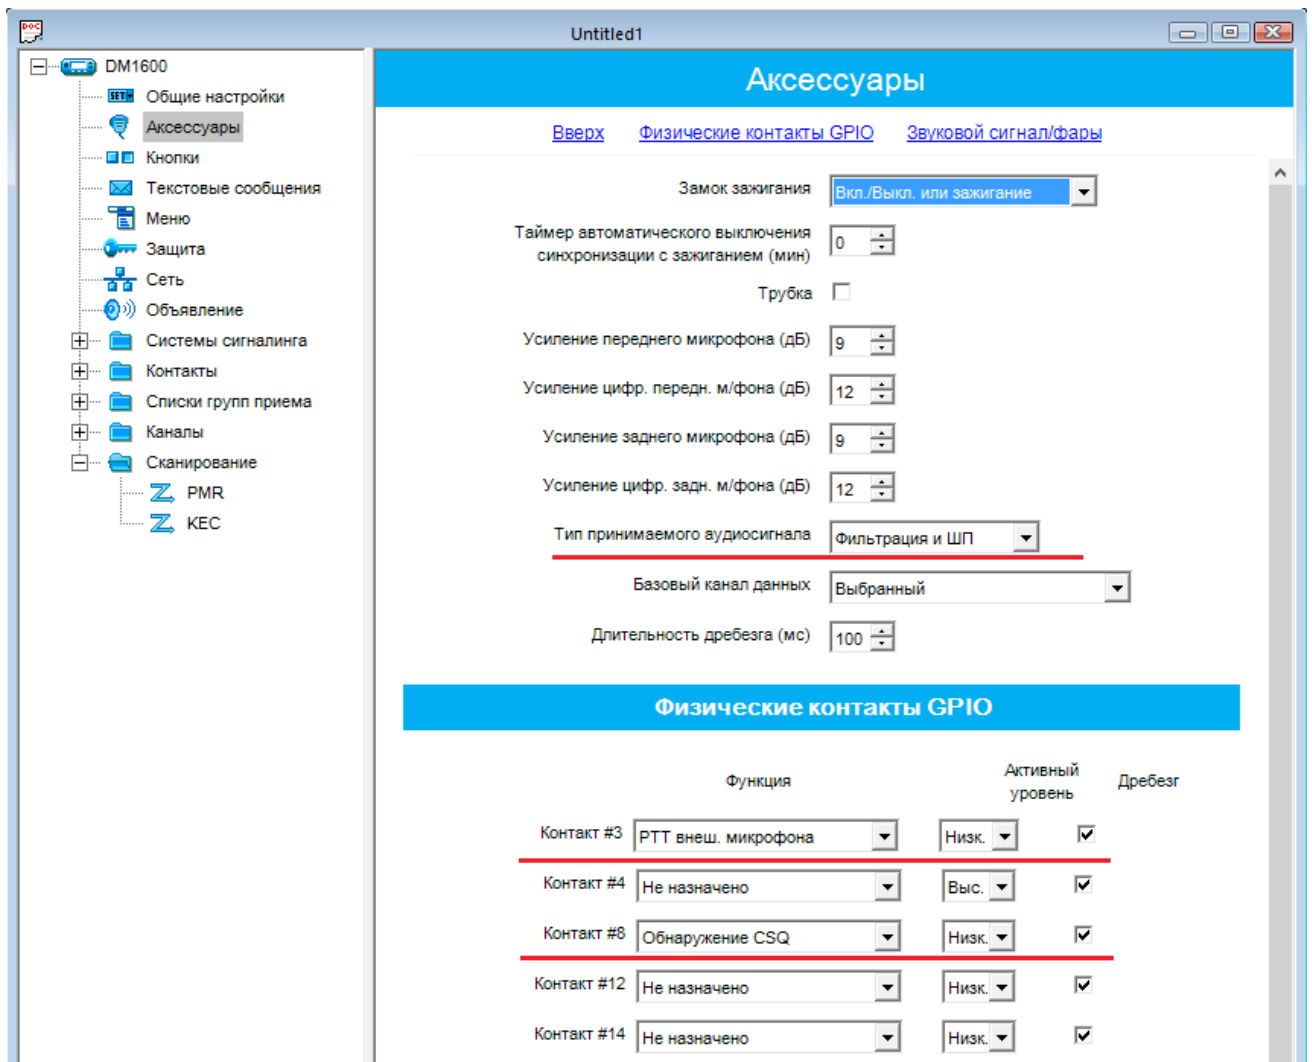 Untitled1
DM1600
Общие настройки
Аксессуары
Кнопки
Текстовые сообщения
Меню
Защита
Сеть
Объявление
Системы сигналинга
Контакты
Списки групп приема
Каналы
Сканирование
PMR
КЕС
Аксессуары
Вверх Физические контакты GPIO Звуковой сигнал/фары
Замок зажигания Вкл./Выкл. или зажигание
Таймер автоматического выключения
синхронизации с зажиганием (мин) 0
Трубка
Усиление переднего микрофона (дБ) 9
Усиление цифр. передн. м/фона (дБ) 12
Усиление заднего микрофона (дБ) 9
Усиление цифр. задн. м/фона (дБ) 12
Тип принимаемого аудиосигнала Фильтрация и ШП
Базовый канал данных Выбранный
Длительность дребезга (мс) 100
Физические контакты GPIO
Функция Активный уровень Дребезг
Контакт #3 PTT внеш. микрофона Низк.
Контакт #4 Не назначено Выс.
Контакт #8 Обнаружение CSQ Низк.
Контакт #12 Не назначено Низк.
Контакт #14 Не назначено Низк.